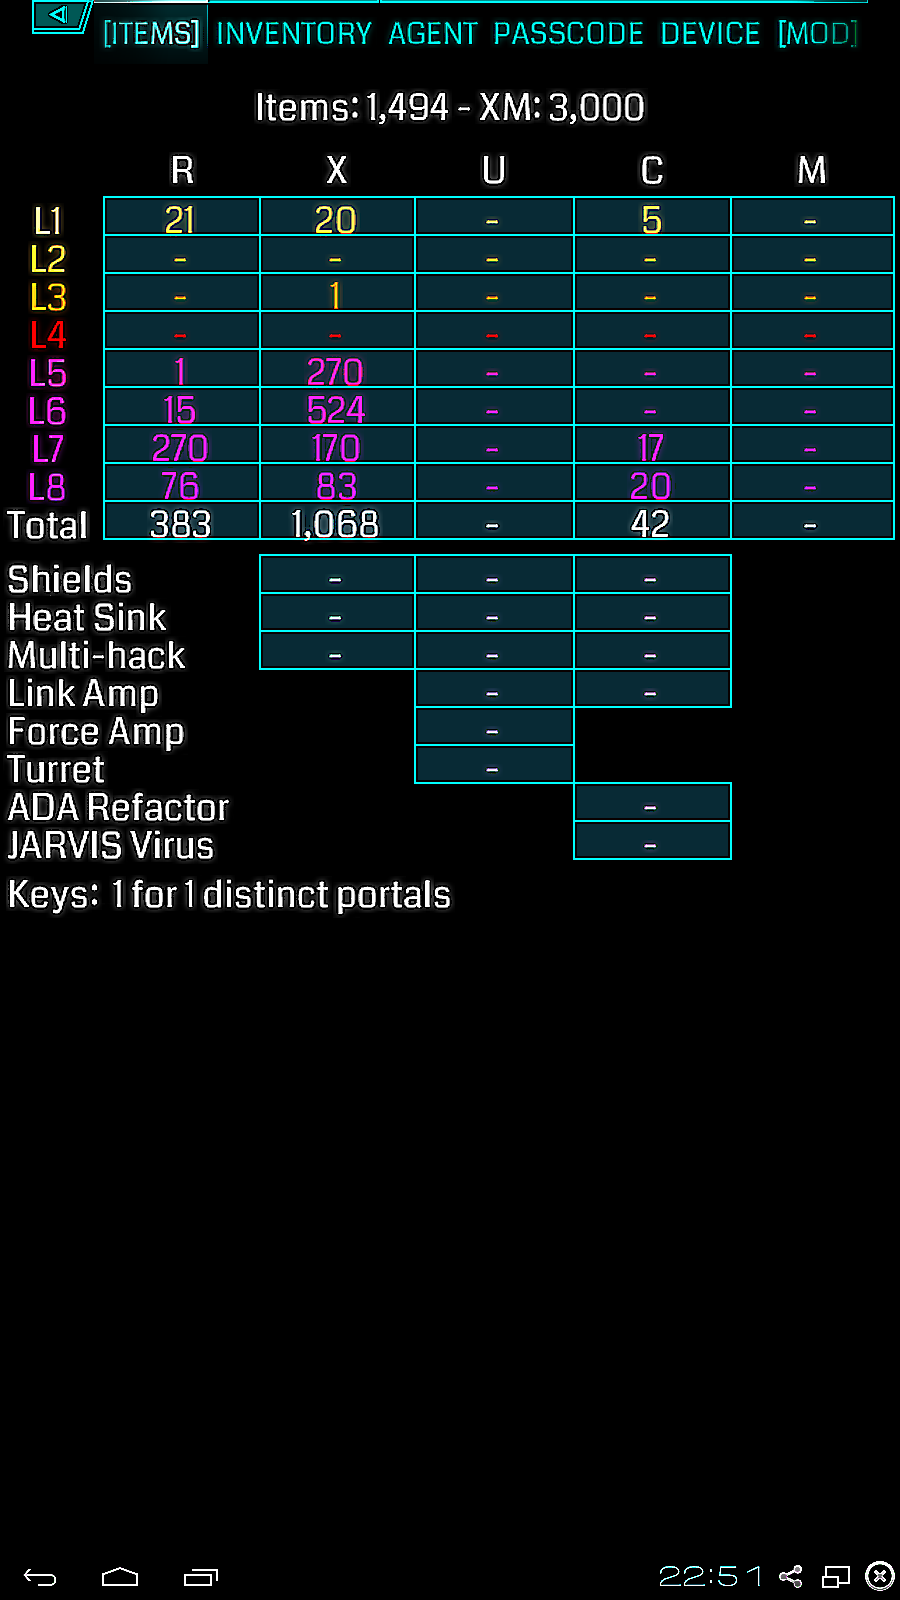 [ITEMS] INVENTORY AGENT PASSCODE DEVICE [MOD]
Items: 1,494 - XM: 3,000
R X U C M
L1 21 20 - 5 -
L2 - - - - -
L3 - 1 - - -
L4 - - - - -
L5 1 270 - - -
L6 15 524 - - -
L7 270 170 - 17 -
L8 76 83 - 20 -
Total 383 1,068 - 42 -
Shields - - -
Heat Sink - - -
Multi-hack - - -
Link Amp - -
Force Amp -
Turret -
ADA Refactor -
JARVIS Virus -
Keys: 1 for 1 distinct portals
22:51